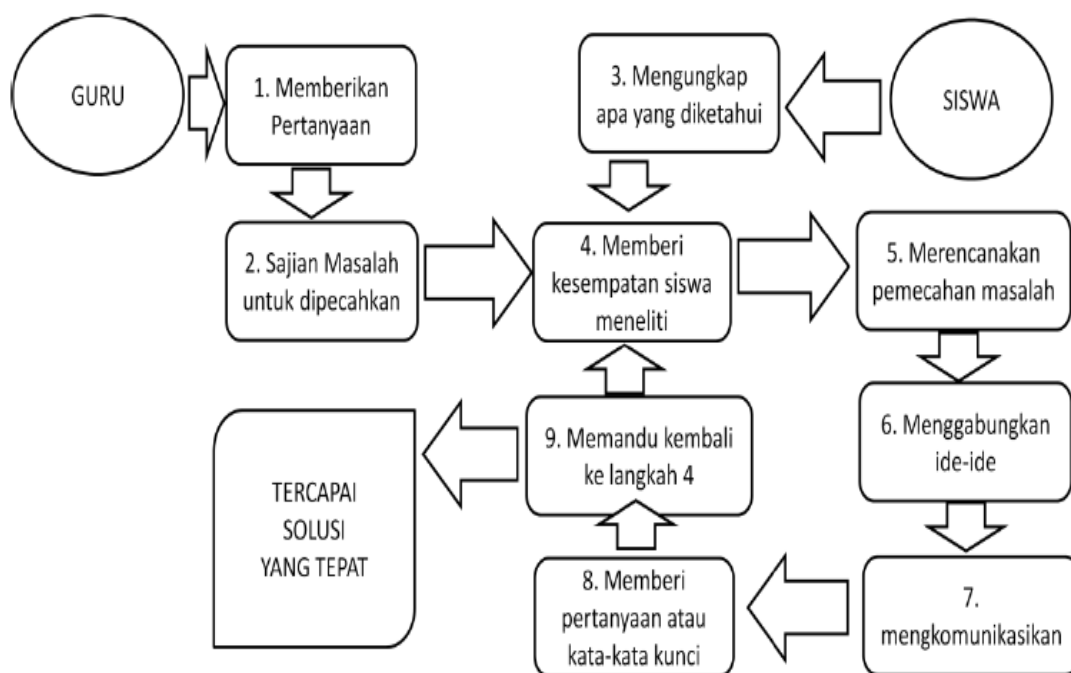 GURU
1. Memberikan
Pertanyaan
3. Mengungkap
apa yang diketahui
SISWA
2. Sajian Masalah
untuk dipecahkan
4. Memberi
kesempatan siswa
meneliti
5. Merencanakan
pemecahan masalah
6. Menggabungkan
ide-ide
7.
mengkomunikasikan
8. Memberi
pertanyaan atau
kata-kata kunci
9. Memandu kembali
ke langkah 4
TERCAPAI
SOLUSI
YANG TEPAT